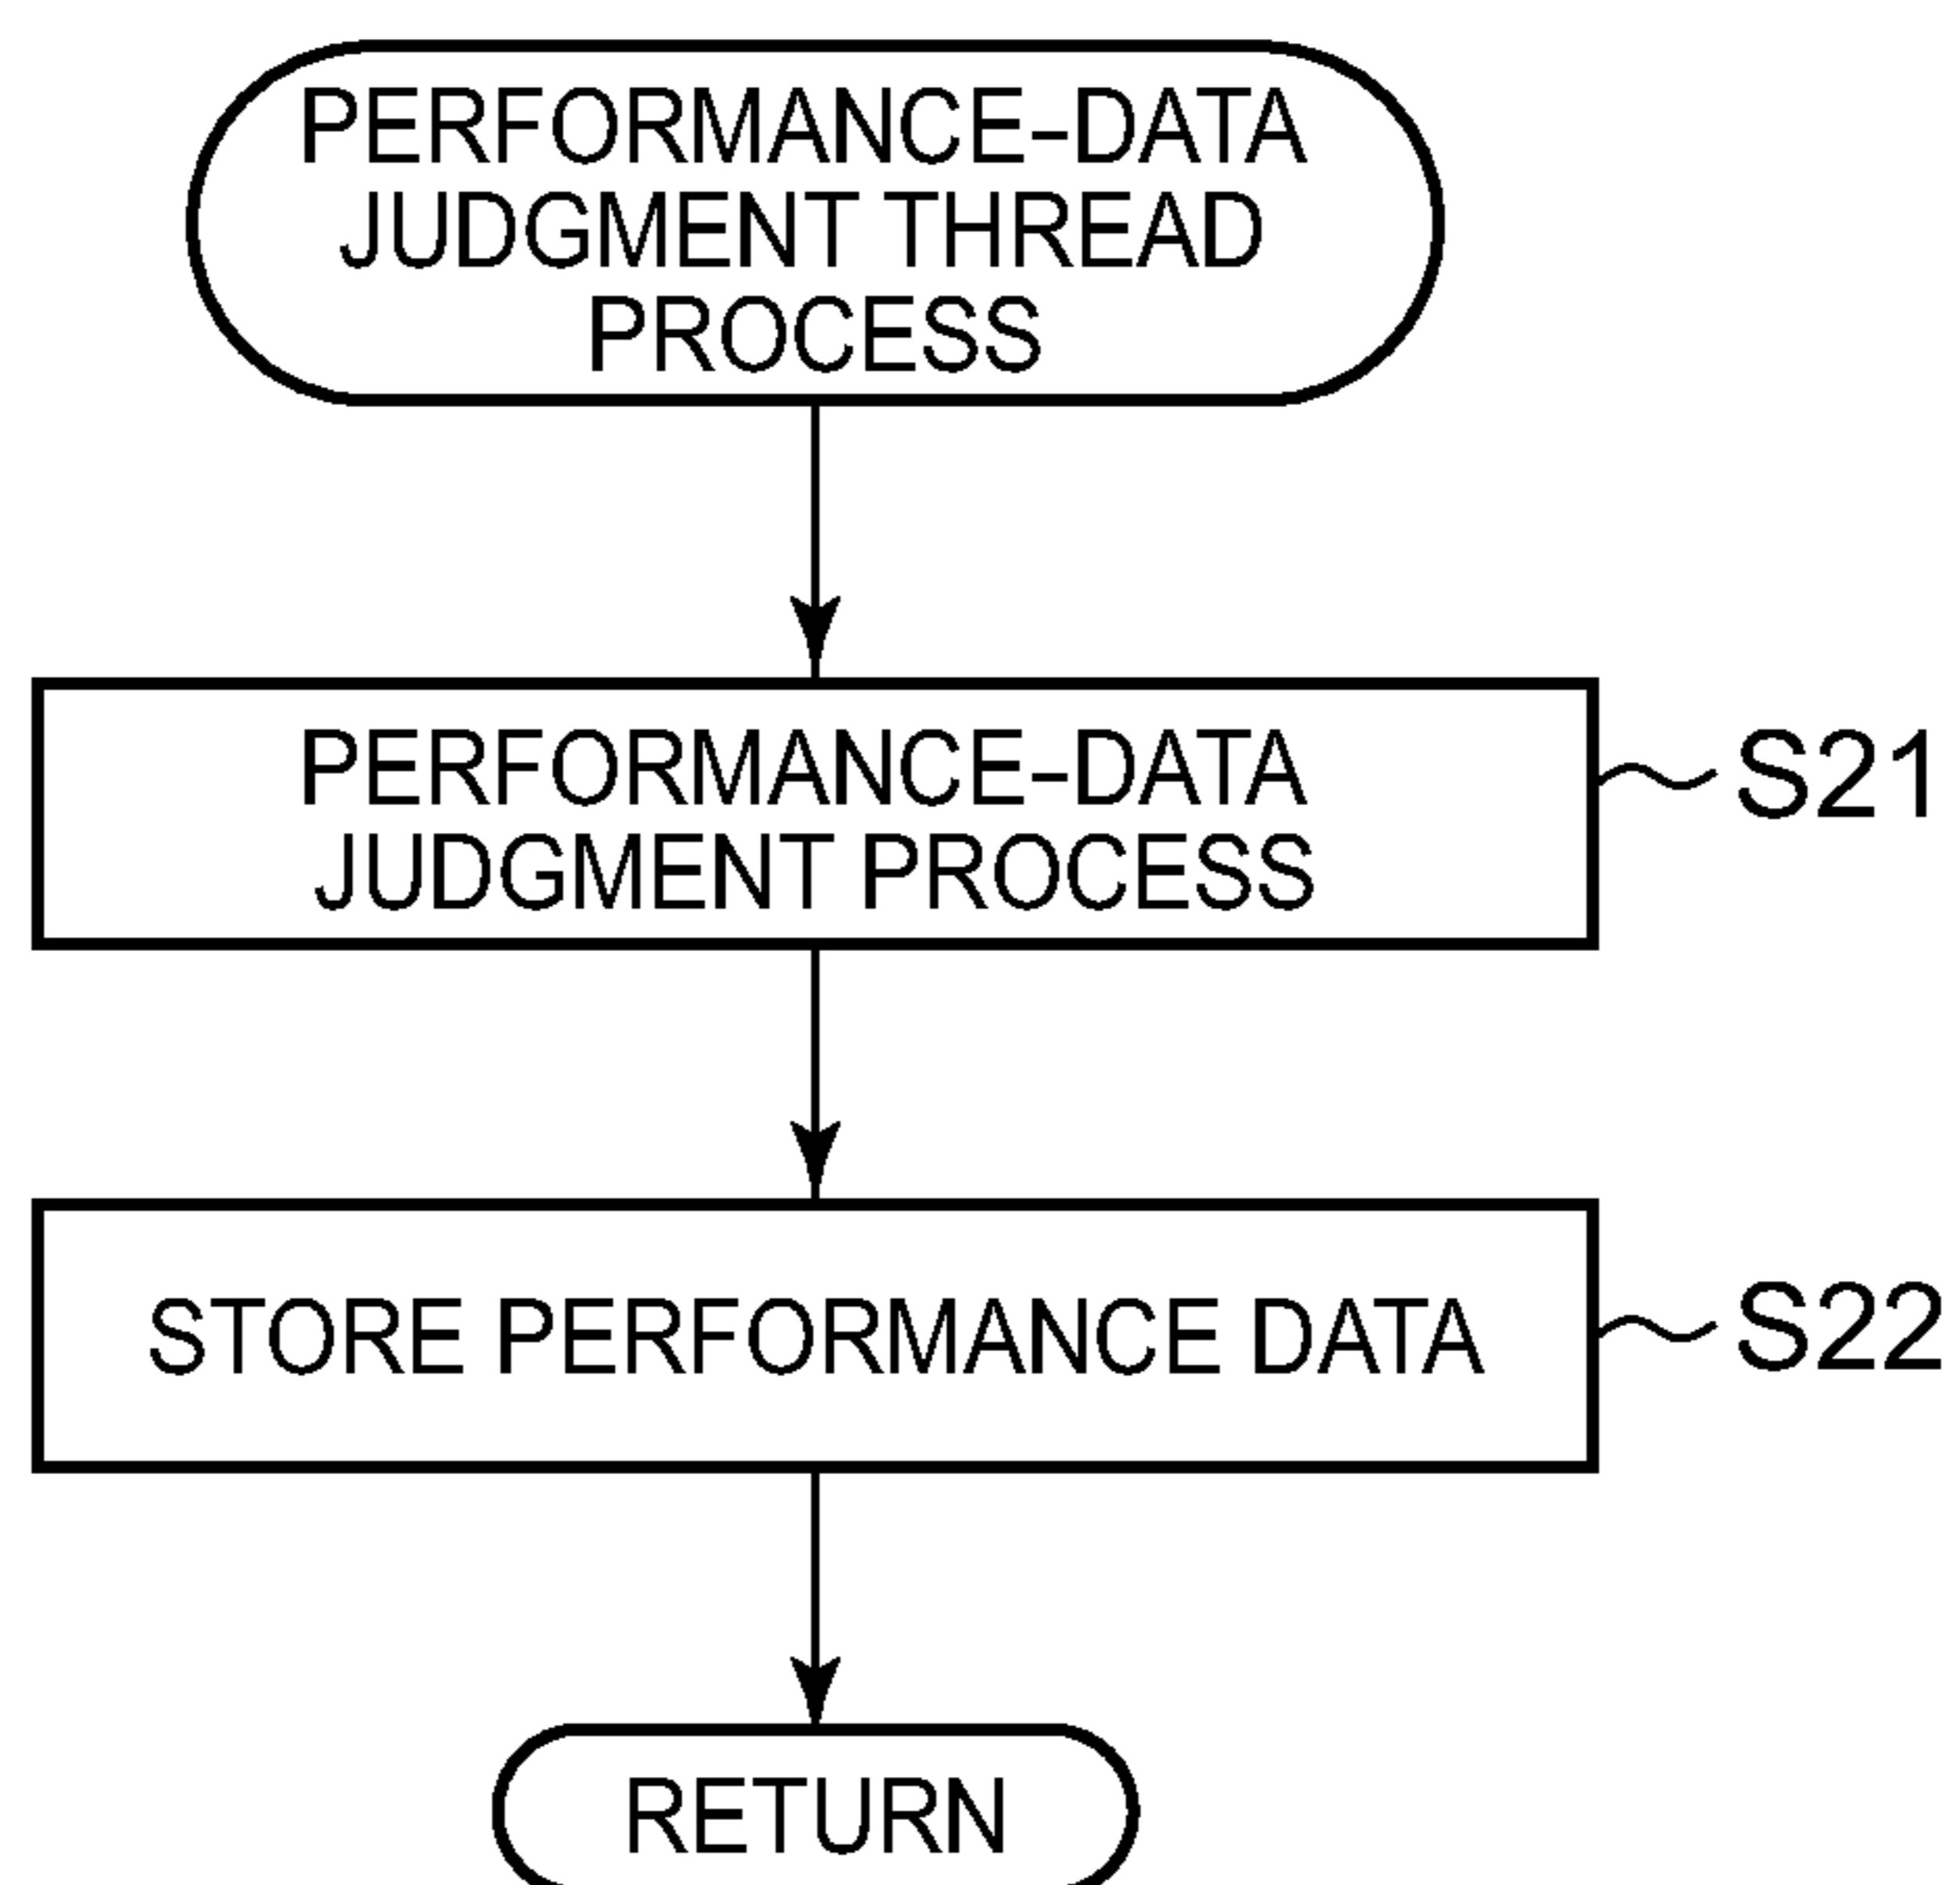 PERFORMANCE-DATA
JUDGMENT THREAD
PROCESS
PERFORMANCE-DATA
JUDGMENT PROCESS
S21
STORE PERFORMANCE DATA
S22
RETURN